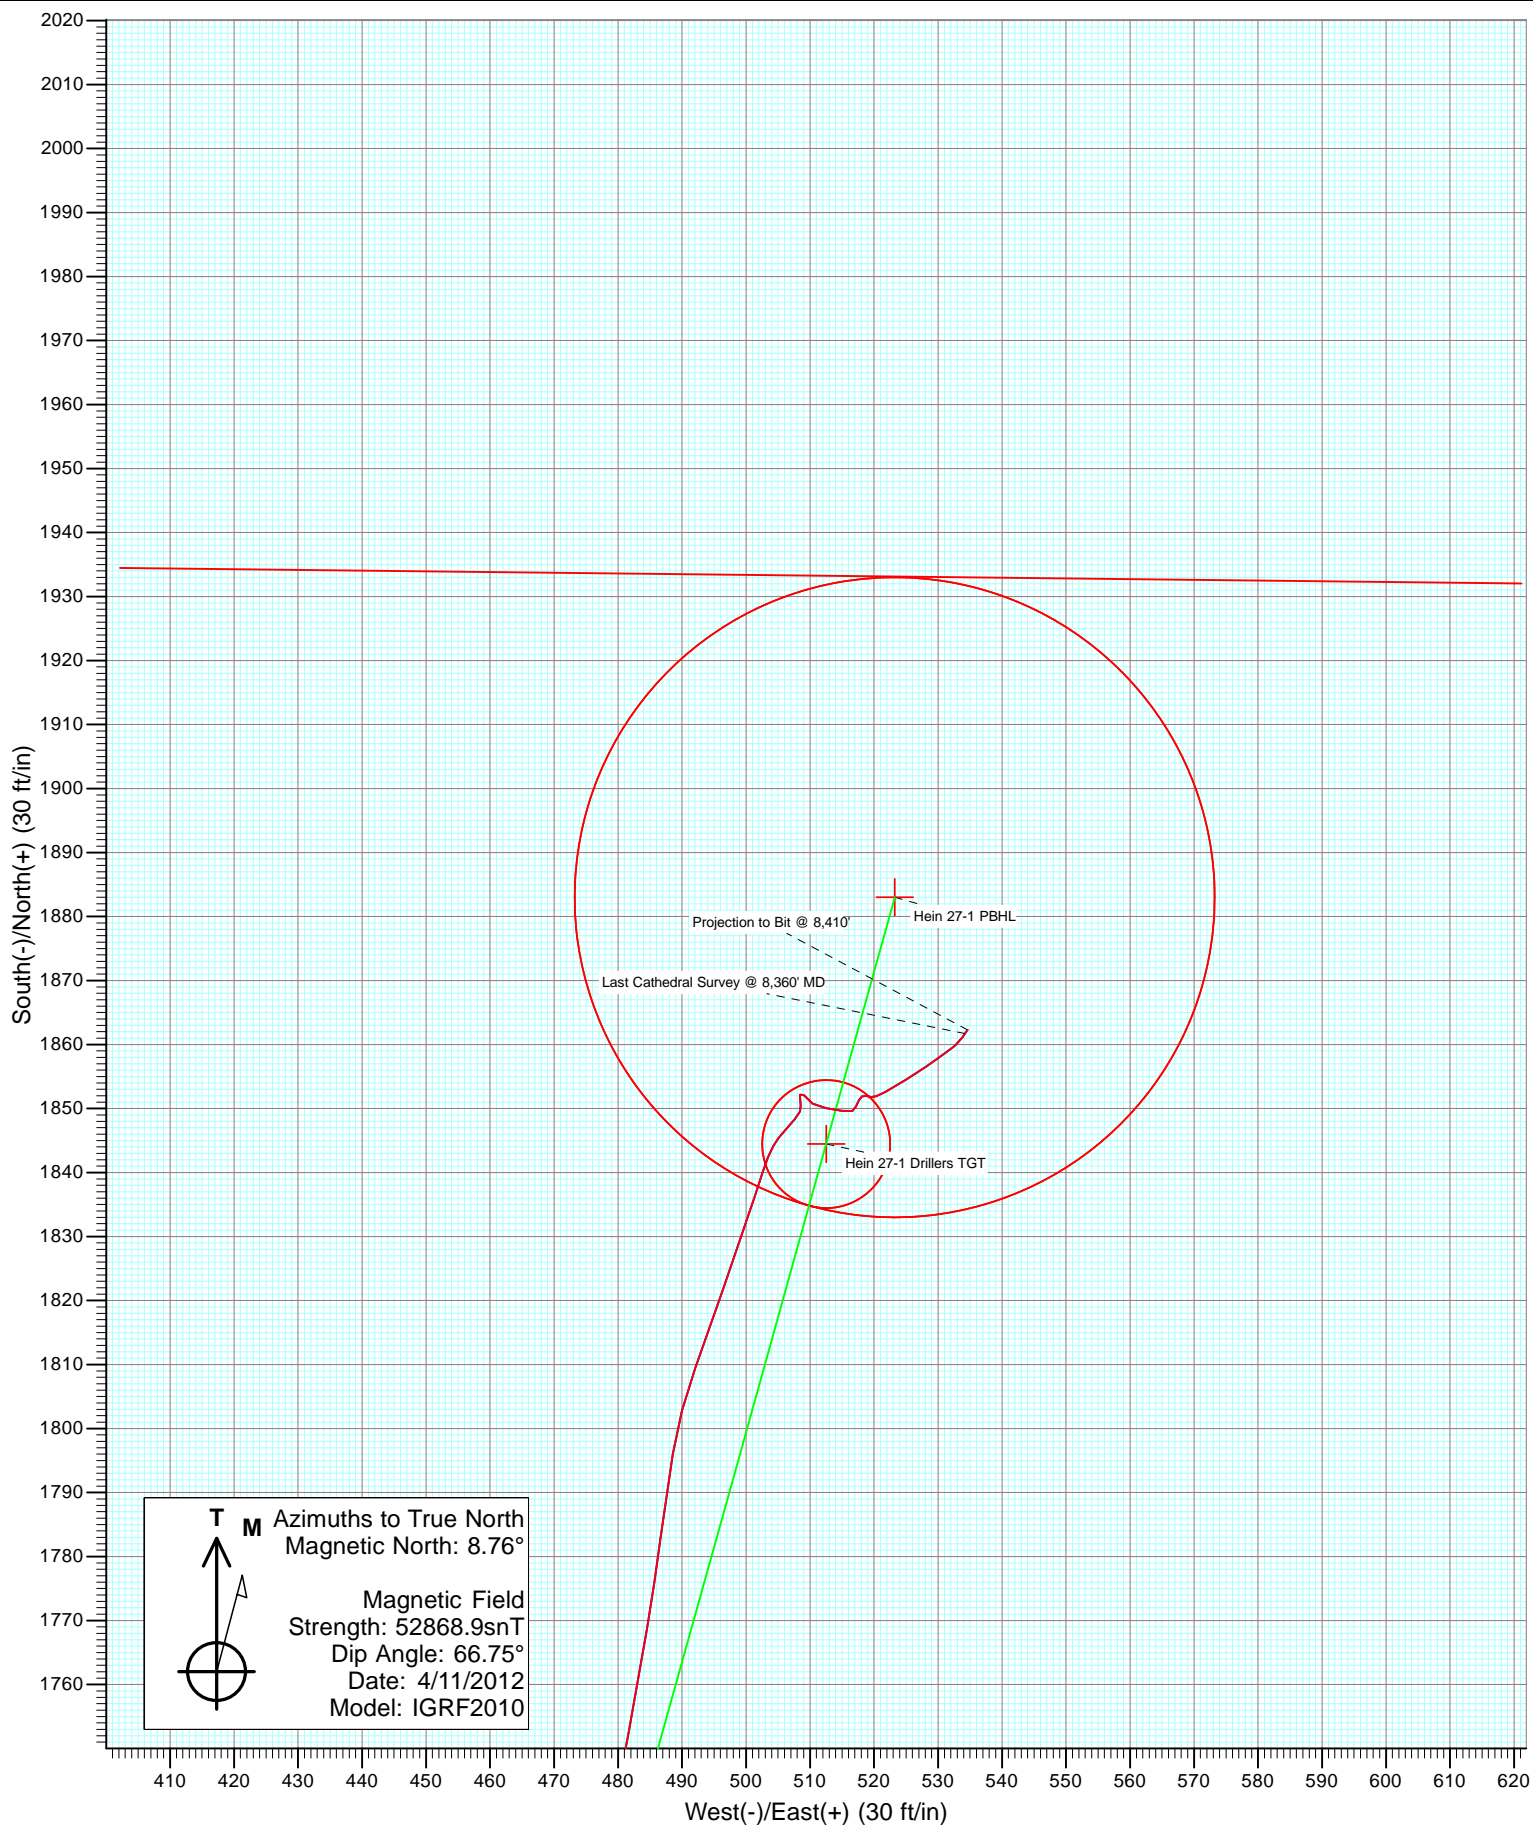 2020
2010
2000
1990
1980
1970
1960
1950
1940
1930
1920
1910
1900
1890
1880
1870
1860
1850
1840
1830
1820
1810
1800
1790
1780
1770
1760
South(-)/North(+) (30 ft/in)
Hein 27-1 PBHL
Projection to Bit @ 8,410'
Last Cathedral Survey @ 8,360' MD
Hein 27-1 Drillers TGT
T
M
Azimuths to True North
Magnetic North: 8.76°
Magnetic Field
Strength: 52868.9snT
Dip Angle: 66.75°
Date: 4/11/2012
Model: IGRF2010
410 420 430 440 450 460 470 480 490 500 510 520 530 540 550 560 570 580 590 600 610 620
West(-)/East(+) (30 ft/in)